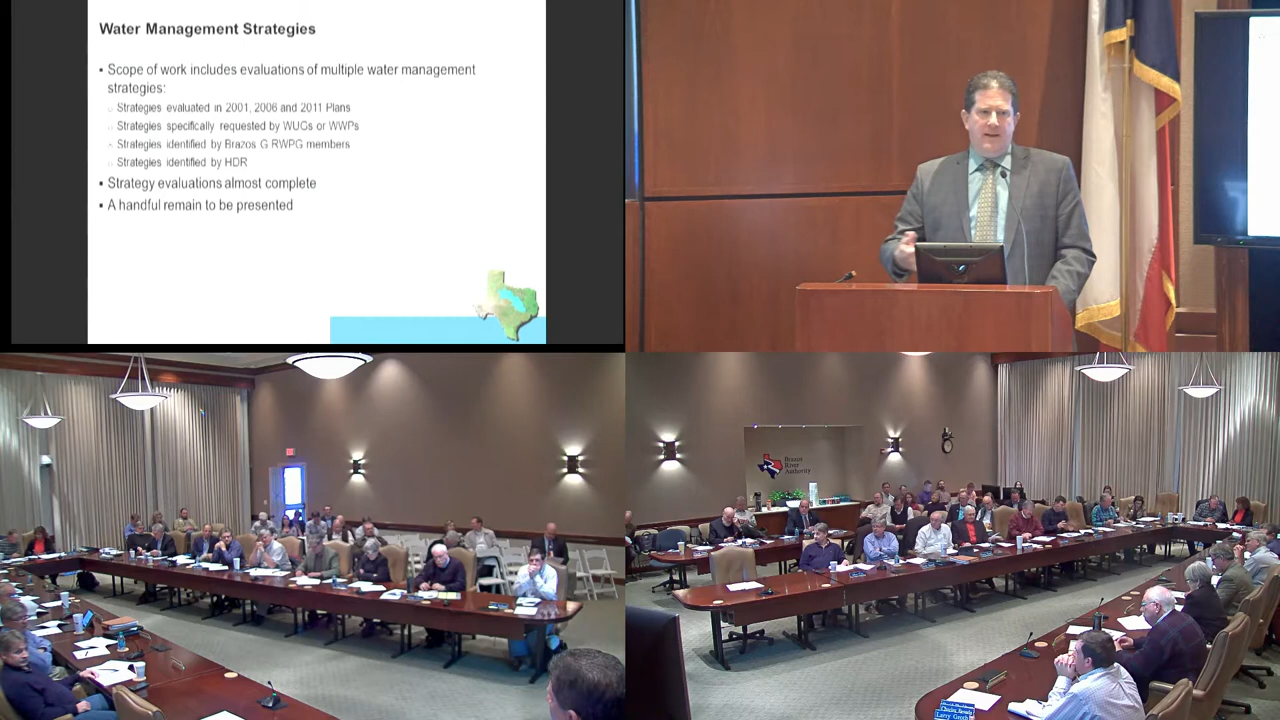 Water Management Strategies
▪ Scope of work includes evaluations of multiple water management
strategies:
Strategies evaluated in 2001, 2006 and 2011 Plans
Strategies specifically requested by WUGs or WWPs
Strategies identified by Brazos G RWPG members
Strategies identified by HDR
▪ Strategy evaluations almost complete
▪ A handful remain to be presented
Brazos
River
Authority
Larry Groth